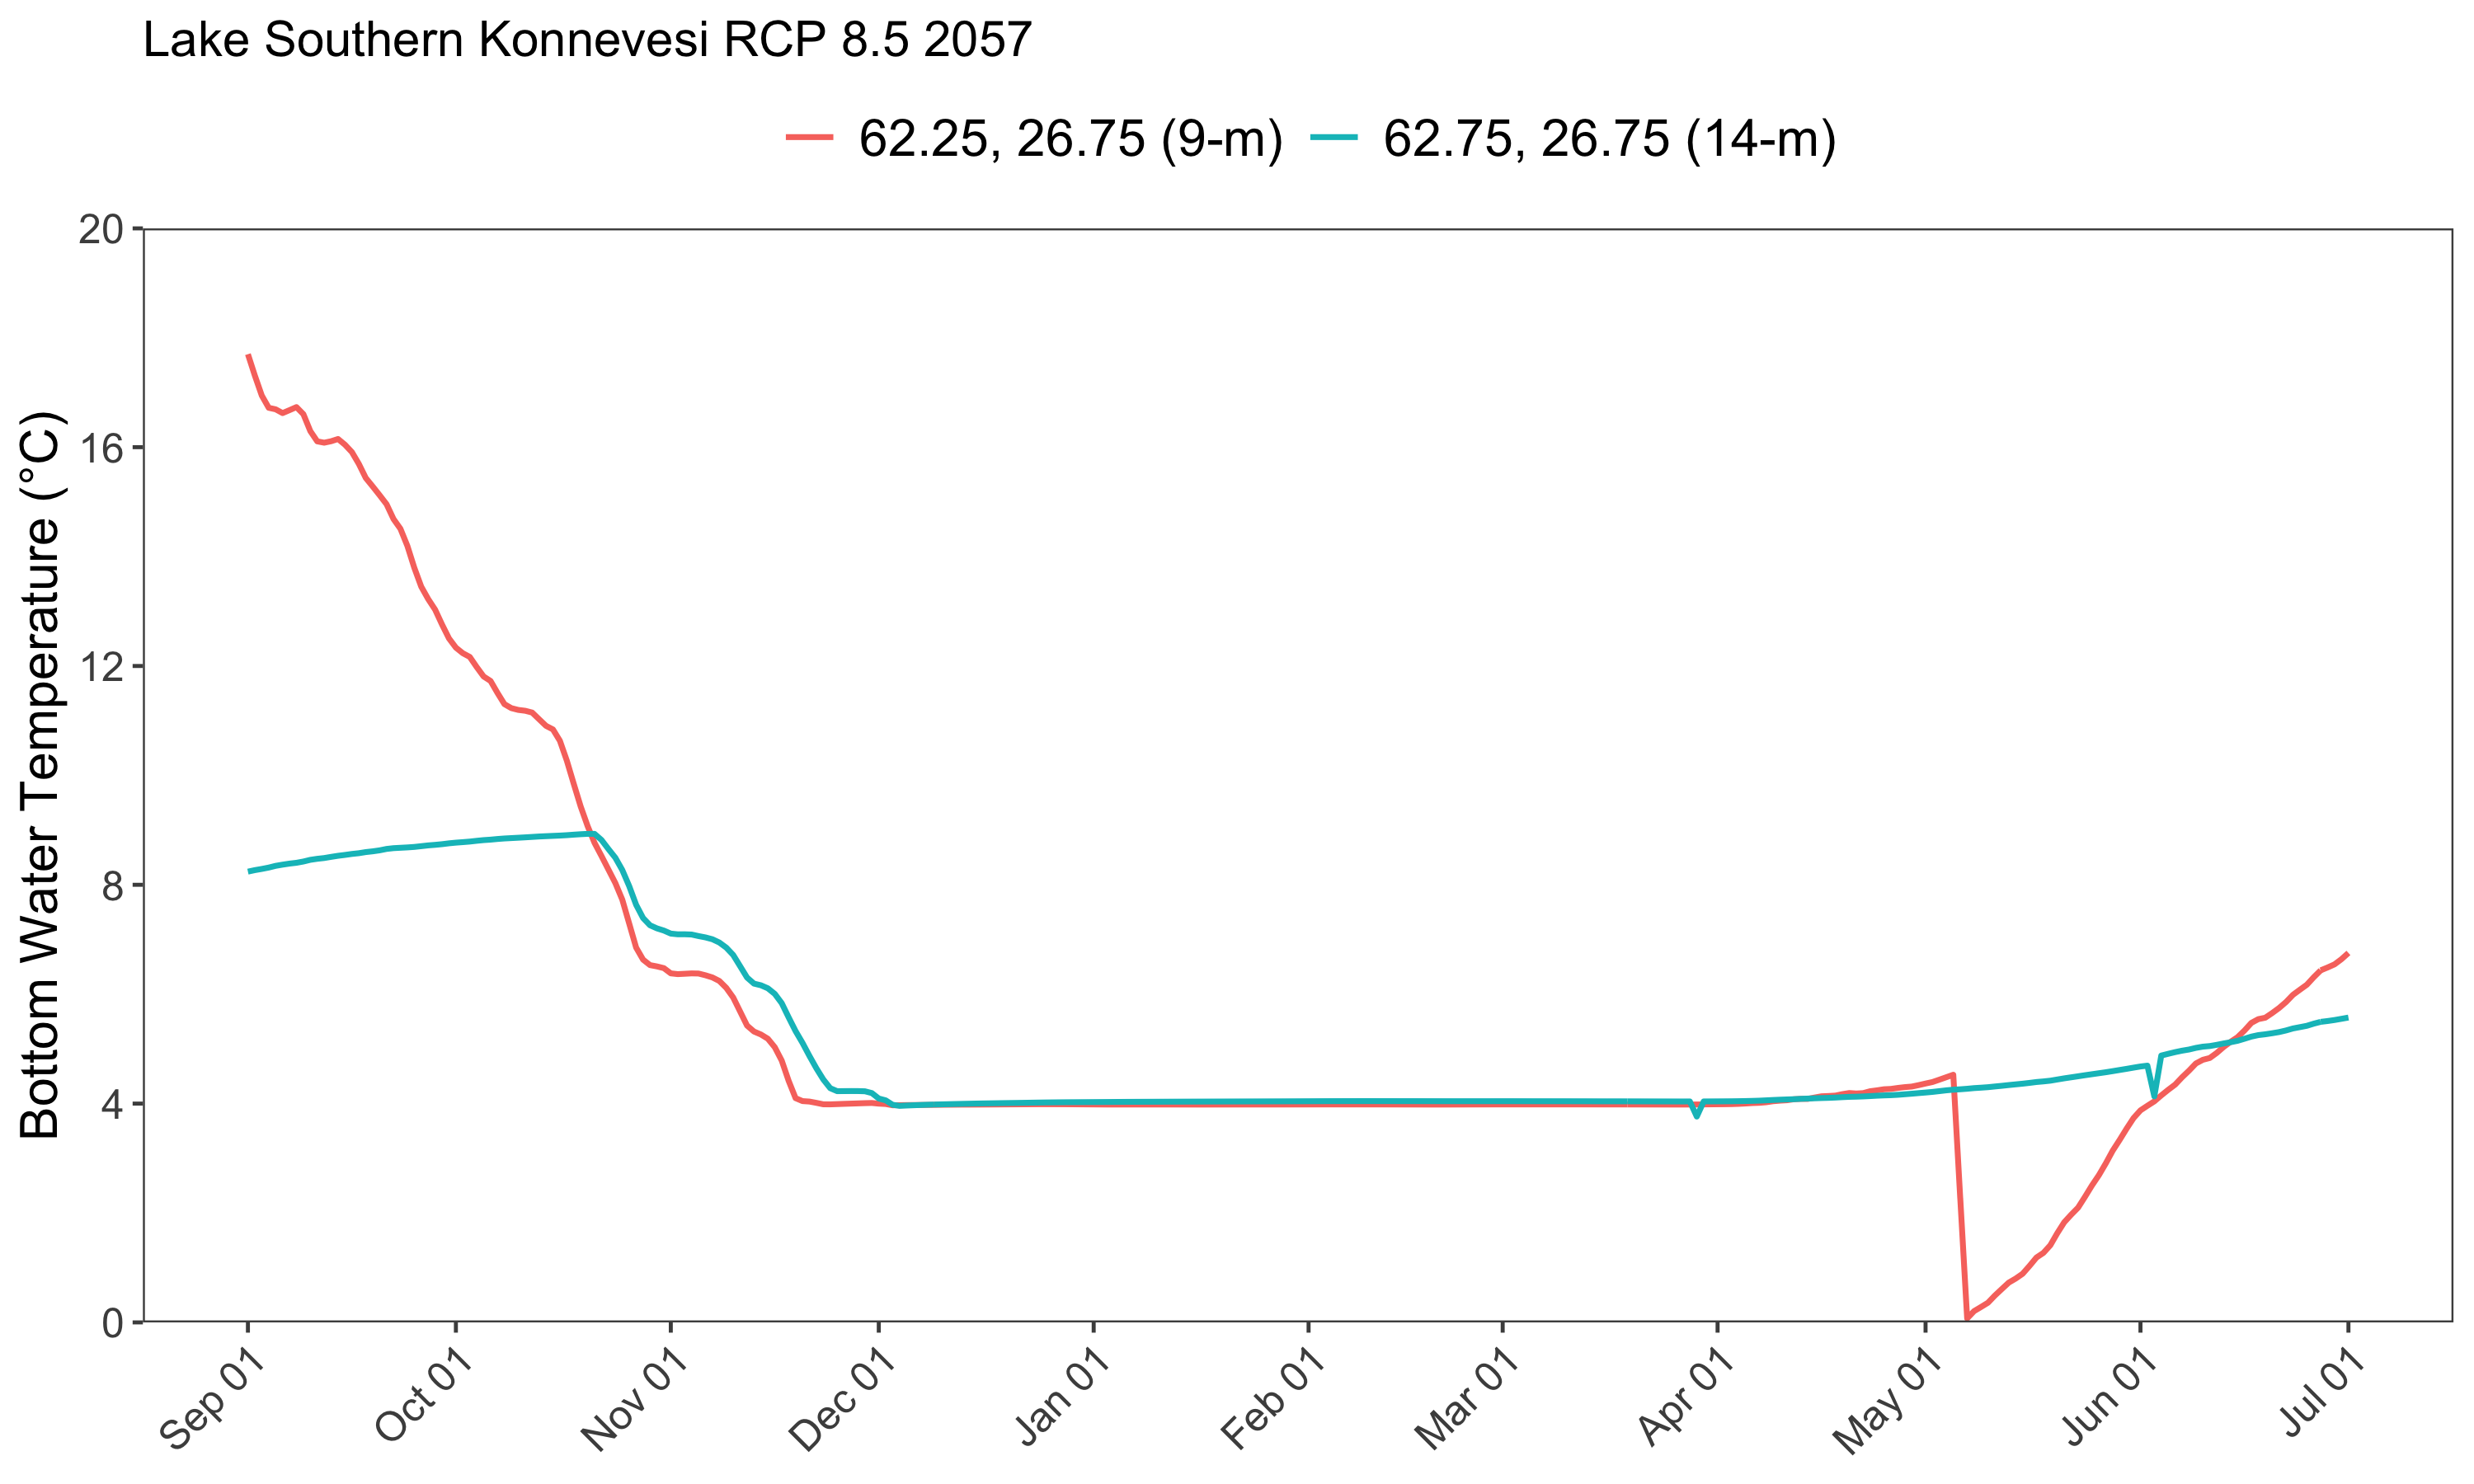 Lake Southern Konnevesi RCP 8.5 2057
62.25, 26.75 (9-m) 62.75, 26.75 (14-m)
Bottom Water Temperature (°C)
20
16
12
8
4
0
Sep 01
Oct 01
Nov 01
Dec 01
Jan 01
Feb 01
Mar 01
Apr 01
May 01
Jun 01
Jul 01